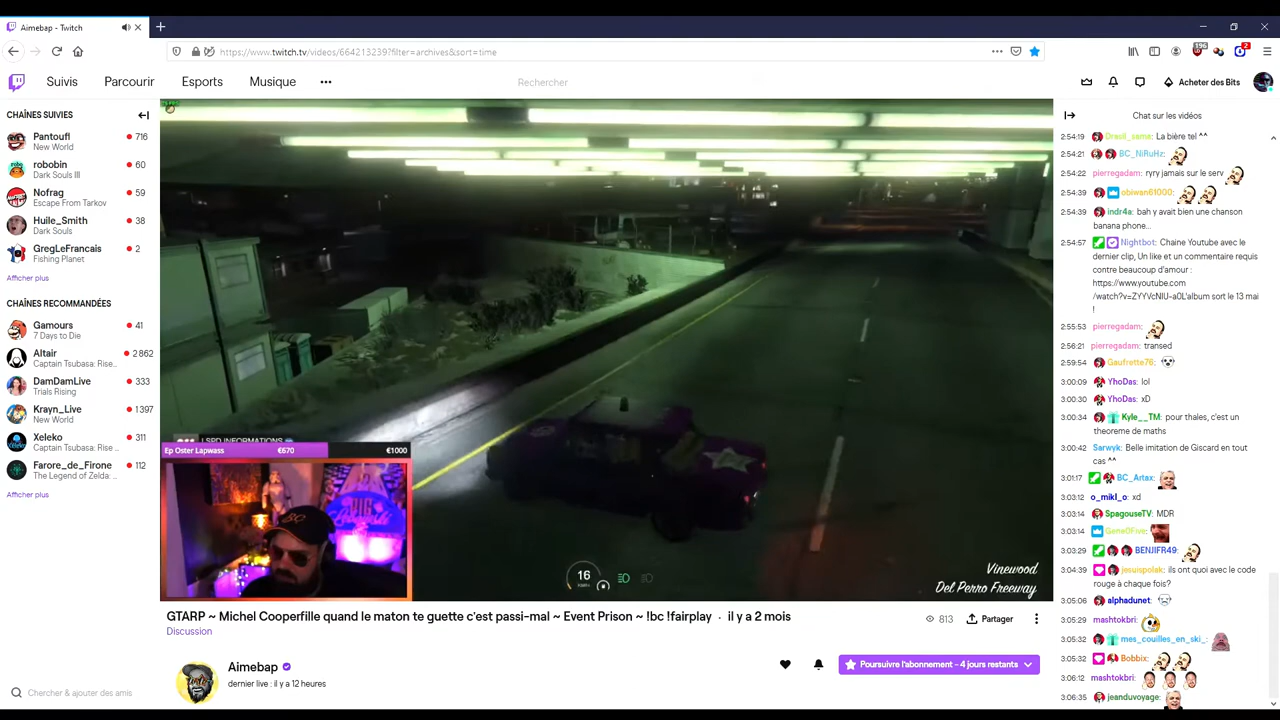 Aimebap - Twitch
https://www.twitch.tv/videos/664213239?filter=archives&sort=time
196
2
Suivis
Parcourir
Esports
Musique
Rechercher
Acheter des Bits
CHAÎNES SUIVIES
Pantoufl
716
New World
robobin
60
Dark Souls III
Nofrag
59
Escape From Tarkov
Huile_Smith
38
Dark Souls
GregLeFrancais
2
Fishing Planet
Afficher plus
CHAÎNES RECOMMANDÉES
Gamours
41
7 Days to Die
Altair
2 862
Captain Tsubasa: Rise...
DamDamLive
333
Trials Rising
Krayn_Live
1 397
New World
Xeleko
311
Captain Tsubasa: Rise...
Farore_de_Firone
112
The Legend of Zelda: ...
Afficher plus
Chercher & ajouter des amis
LSPD INFORMATIONS
Ep Oster Lapwass
€670
€1000
16
Vinewood
Del Perro Freeway
GTARP ~ Michel Cooperfille quand le maton te guette c'est passi-mal ~ Event Prison ~ !bc !fairplay · il y a 2 mois
Discussion
813
Partager
Aimebap
dernier live : il y a 12 heures
Poursuivre l'abonnement – 4 jours restants
Chat sur les vidéos
2:54:19 Drasil_same: La bière tel ^^
2:54:21 BC_NiRuHz:
2:54:22 pierregadam: ryry jamais sur le serv
2:54:39 obiwan61000:
2:54:39 indr4a: bah y avait bien une chanson
banana phone...
2:54:57 Nightbot: Chaine Youtube avec le
dernier clip, Un like et un commentaire requis
contre beaucoup d'amour :
https://www.youtube.com
/watch?v=ZYYVcNIU-a0L'album sort le 13 mai
!
2:55:53 pierregadam:
2:56:21 pierregadam: transed
2:59:54 Gaufrette76:
3:00:09 YhoDas: lol
3:00:30 YhoDas: xD
3:00:34 Kyle__TM: pour thales, c'est un
theoreme de maths
3:00:42 Sarwyk: Belle imitation de Giscard en tout
cas ^^
3:01:17 BC_Artax:
3:03:12 o_mikl_o: xd
3:03:14 SpagouseTV: MDR
3:03:14 GeneOFive:
3:03:29 BENJIFR49:
3:04:39 jesuispolak: ils ont quoi avec le code
rouge à chaque fois?
3:05:06 alphadunet:
3:05:29 mashtokbri:
3:05:32 mes_couilles_en_ski_:
3:05:32 Bobbix:
3:06:12 mashtokbri:
3:06:35 jeanduvoyage: